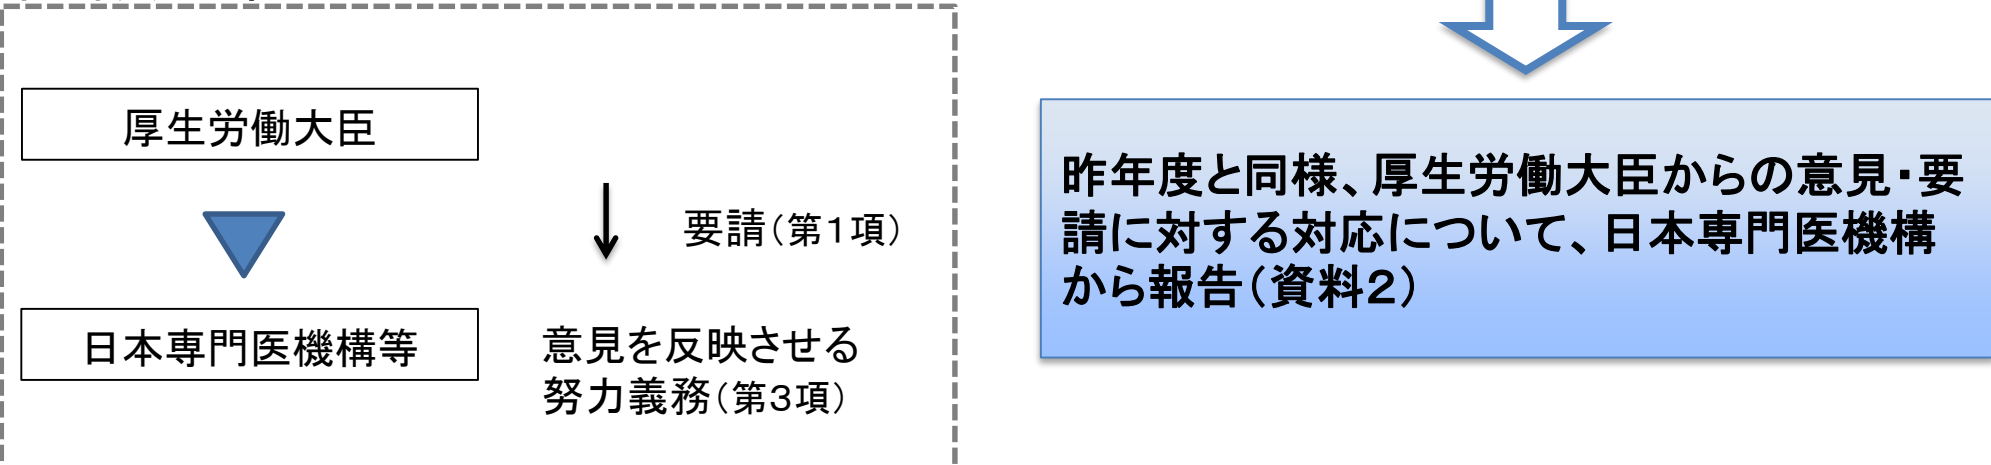 厚生労働大臣
要請(第1項)
日本専門医機構等
意見を反映させる
努力義務(第3項)
昨年度と同様、厚生労働大臣からの意見・要
請に対する対応について、日本専門医機構
から報告(資料2)